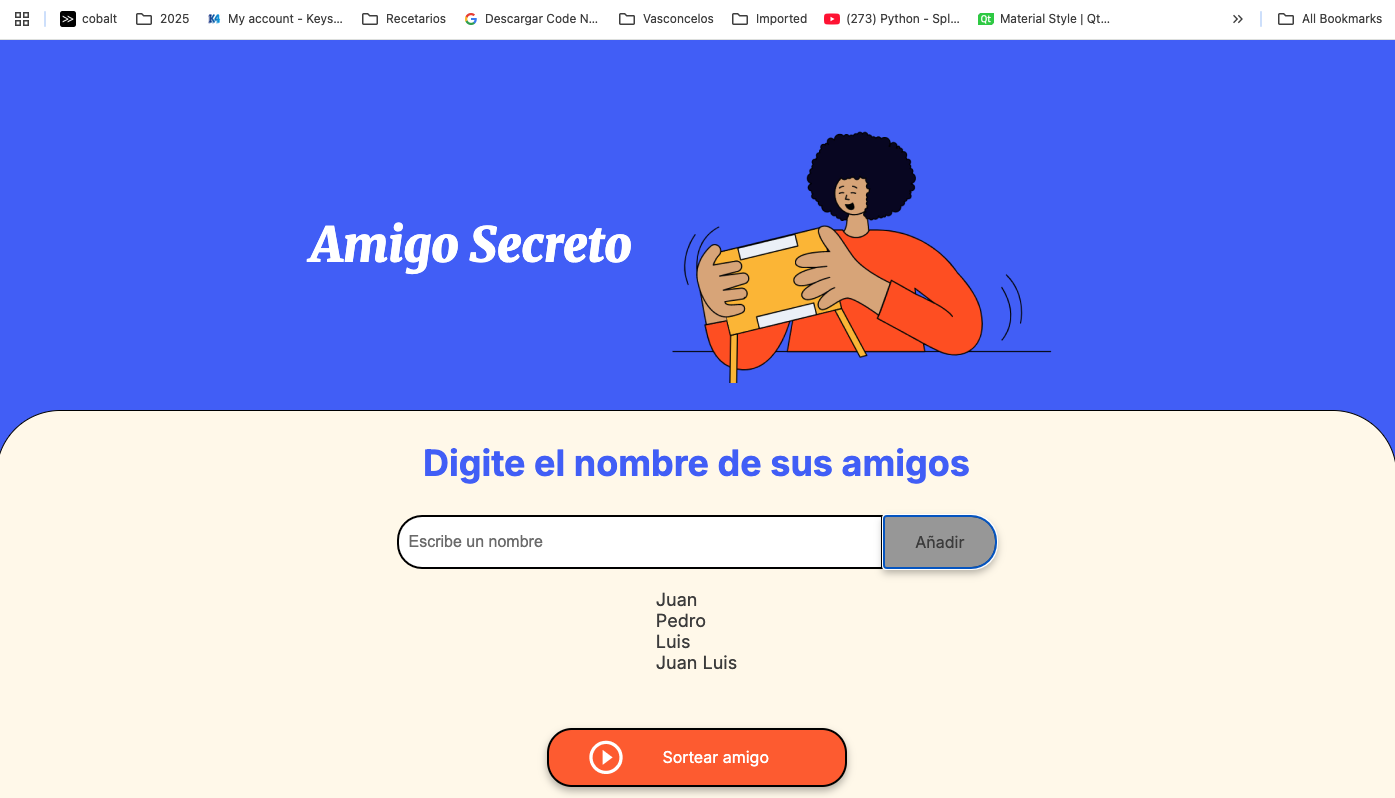 cobalt
2025
My account - Keys...
Recetarios
Descargar Code N...
Vasconcelos
Imported
(273) Python - Spl...
Qt
Material Style | Qt...
All Bookmarks
Amigo Secreto
Digite el nombre de sus amigos
Escribe un nombre
Añadir
Juan
Pedro
Luis
Juan Luis
Sortear amigo